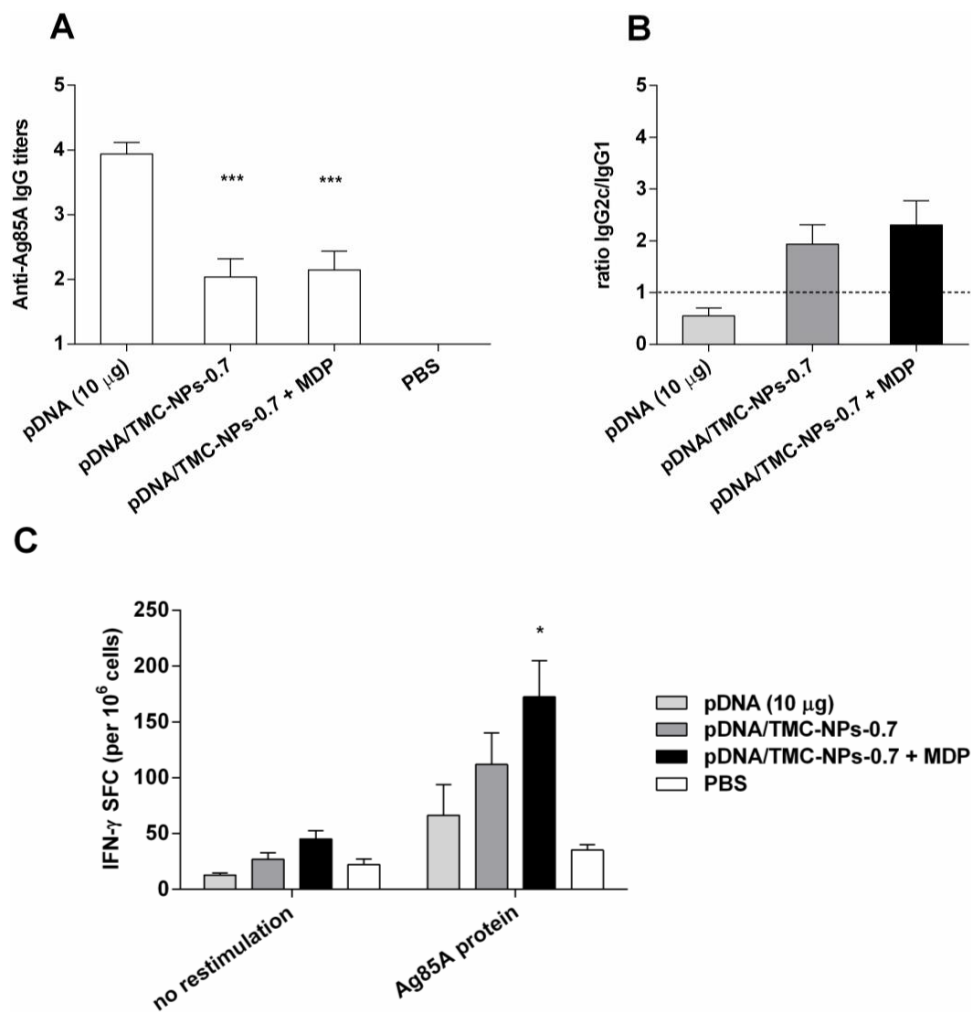 A
5
4
3
2
1
Anti-Ag85A IgG titers
***
***
pDNA (10 μg)
pDNA/TMC-NPs-0.7
pDNA/TMC-NPs-0.7 + MDP
PBS
B
5
4
3
2
1
0
ratio IgG2c/IgG1
pDNA (10 μg)
pDNA/TMC-NPs-0.7
pDNA/TMC-NPs-0.7 + MDP
C
250
200
150
100
50
0
IFN-γ SFC (per 10⁶ cells)
*
no restimulation
Ag85A protein
pDNA (10 μg)
pDNA/TMC-NPs-0.7
pDNA/TMC-NPs-0.7 + MDP
PBS